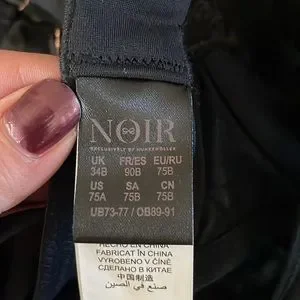 NOIR
EXCLUSIVELY BY HUNKEMÖLLER
UK FR/ES EU/RU
34B 90B 75B
US SA CN
75A 75B 75B
UB73-77 / OB89-91
HECHO EN CHINA
FABRICAT ÎN CHINA
VYROBENO V ČÍNĚ
СДЕЛАНО В КИТАЕ
中国制造
صنع في الصين